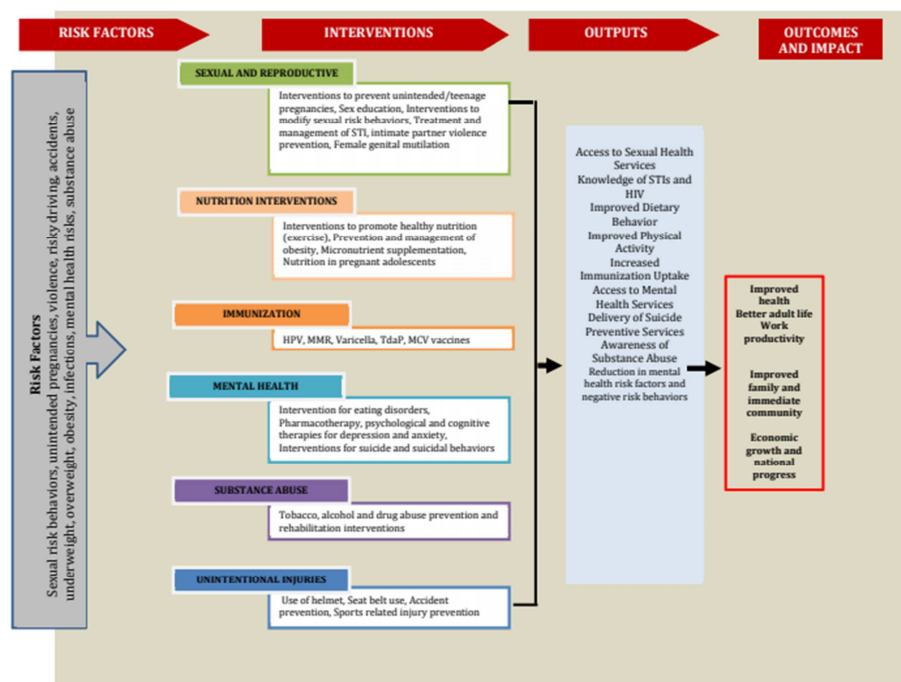 RISK FACTORS
INTERVENTIONS
OUTPUTS
OUTCOMES
AND IMPACT
Risk Factors
Sexual risk behaviors, unintended pregnancies, violence, risky driving, accidents,
underweight, overweight, obesity, infections, mental health risks, substance abuse
SEXUAL AND REPRODUCTIVE
Interventions to prevent unintended/teenage
pregnancies, Sex education, Interventions to
modify sexual risk behaviors, Treatment and
management of STI, intimate partner violence
prevention, Female genital mutilation
NUTRITION INTERVENTIONS
Interventions to promote healthy nutrition
(exercise), Prevention and management of
obesity, Micronutrient supplementation,
Nutrition in pregnant adolescents
IMMUNIZATION
HPV, MMR, Varicella, TdaP, MCV vaccines
MENTAL HEALTH
Intervention for eating disorders,
Pharmacotherapy, psychological and cognitive
therapies for depression and anxiety,
Interventions for suicide and suicidal behaviors
SUBSTANCE ABUSE
Tobacco, alcohol and drug abuse prevention and
rehabilitation interventions
UNINTENTIONAL INJURIES
Use of helmet, Seat belt use, Accident
prevention, Sports related injury prevention
Access to Sexual Health
Services
Knowledge of STIs and
HIV
Improved Dietary
Behavior
Improved Physical
Activity
Increased
Immunization Uptake
Access to Mental
Health Services
Delivery of Suicide
Preventive Services
Awareness of
Substance Abuse
Reduction in mental
health risk factors and
negative risk behaviors
Improved
health
Better adult life
Work
productivity
Improved
family and
immediate
community
Economic
growth and
national
progress